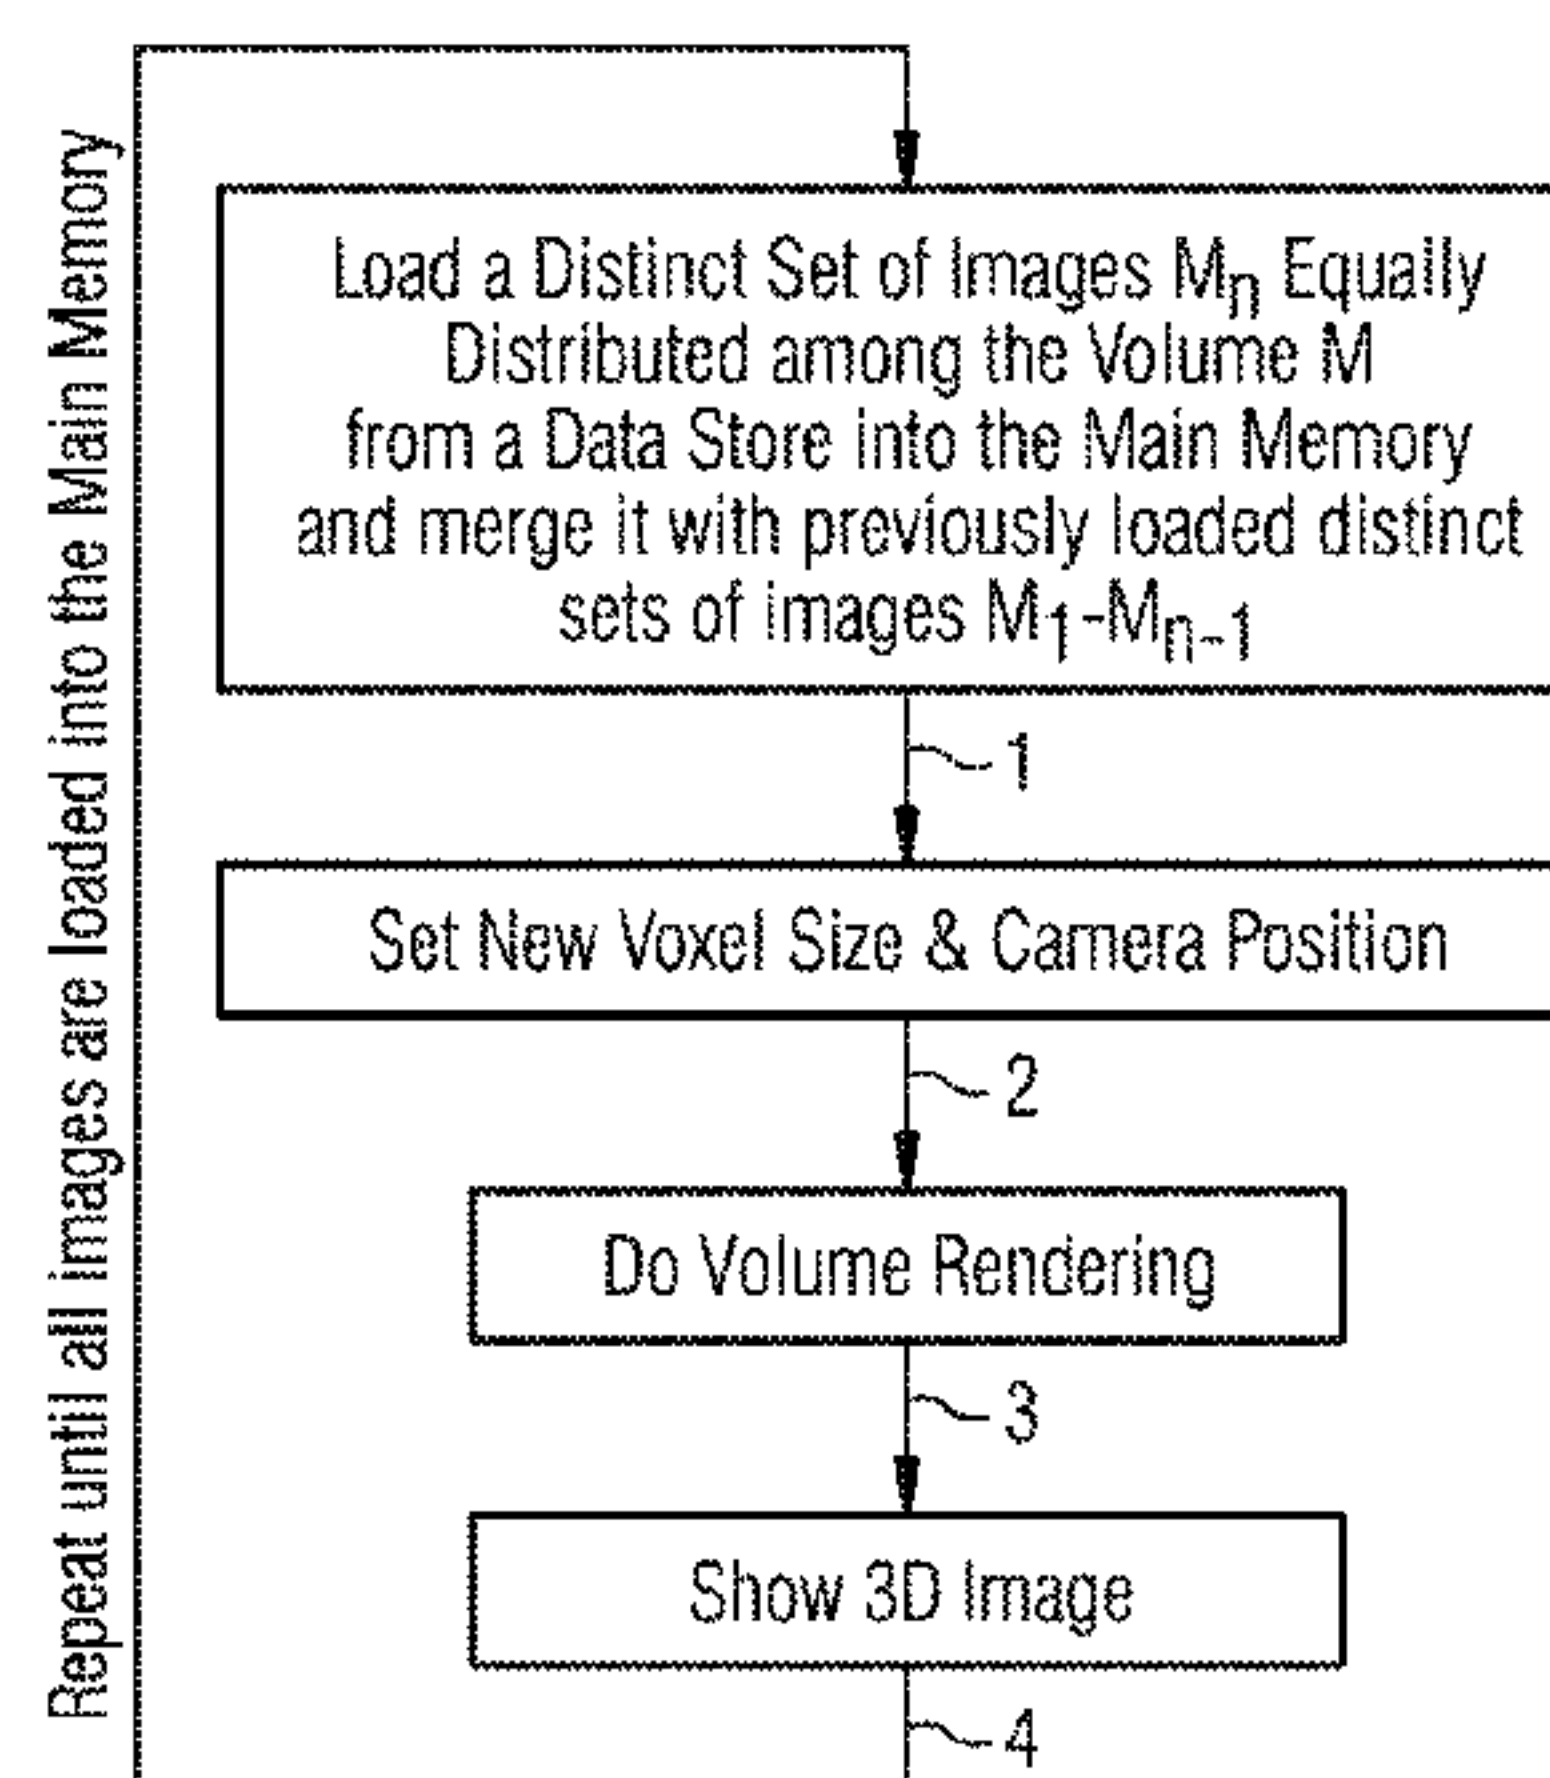 Repeat until all images are loaded into the Main Memory
Load a Distinct Set of Images Mn Equally
Distributed among the Volume M
from a Data Store into the Main Memory
and merge it with previously loaded distinct
sets of images M1-Mn-1
1
Set New Voxel Size & Camera Position
2
Do Volume Rendering
3
Show 3D Image
4